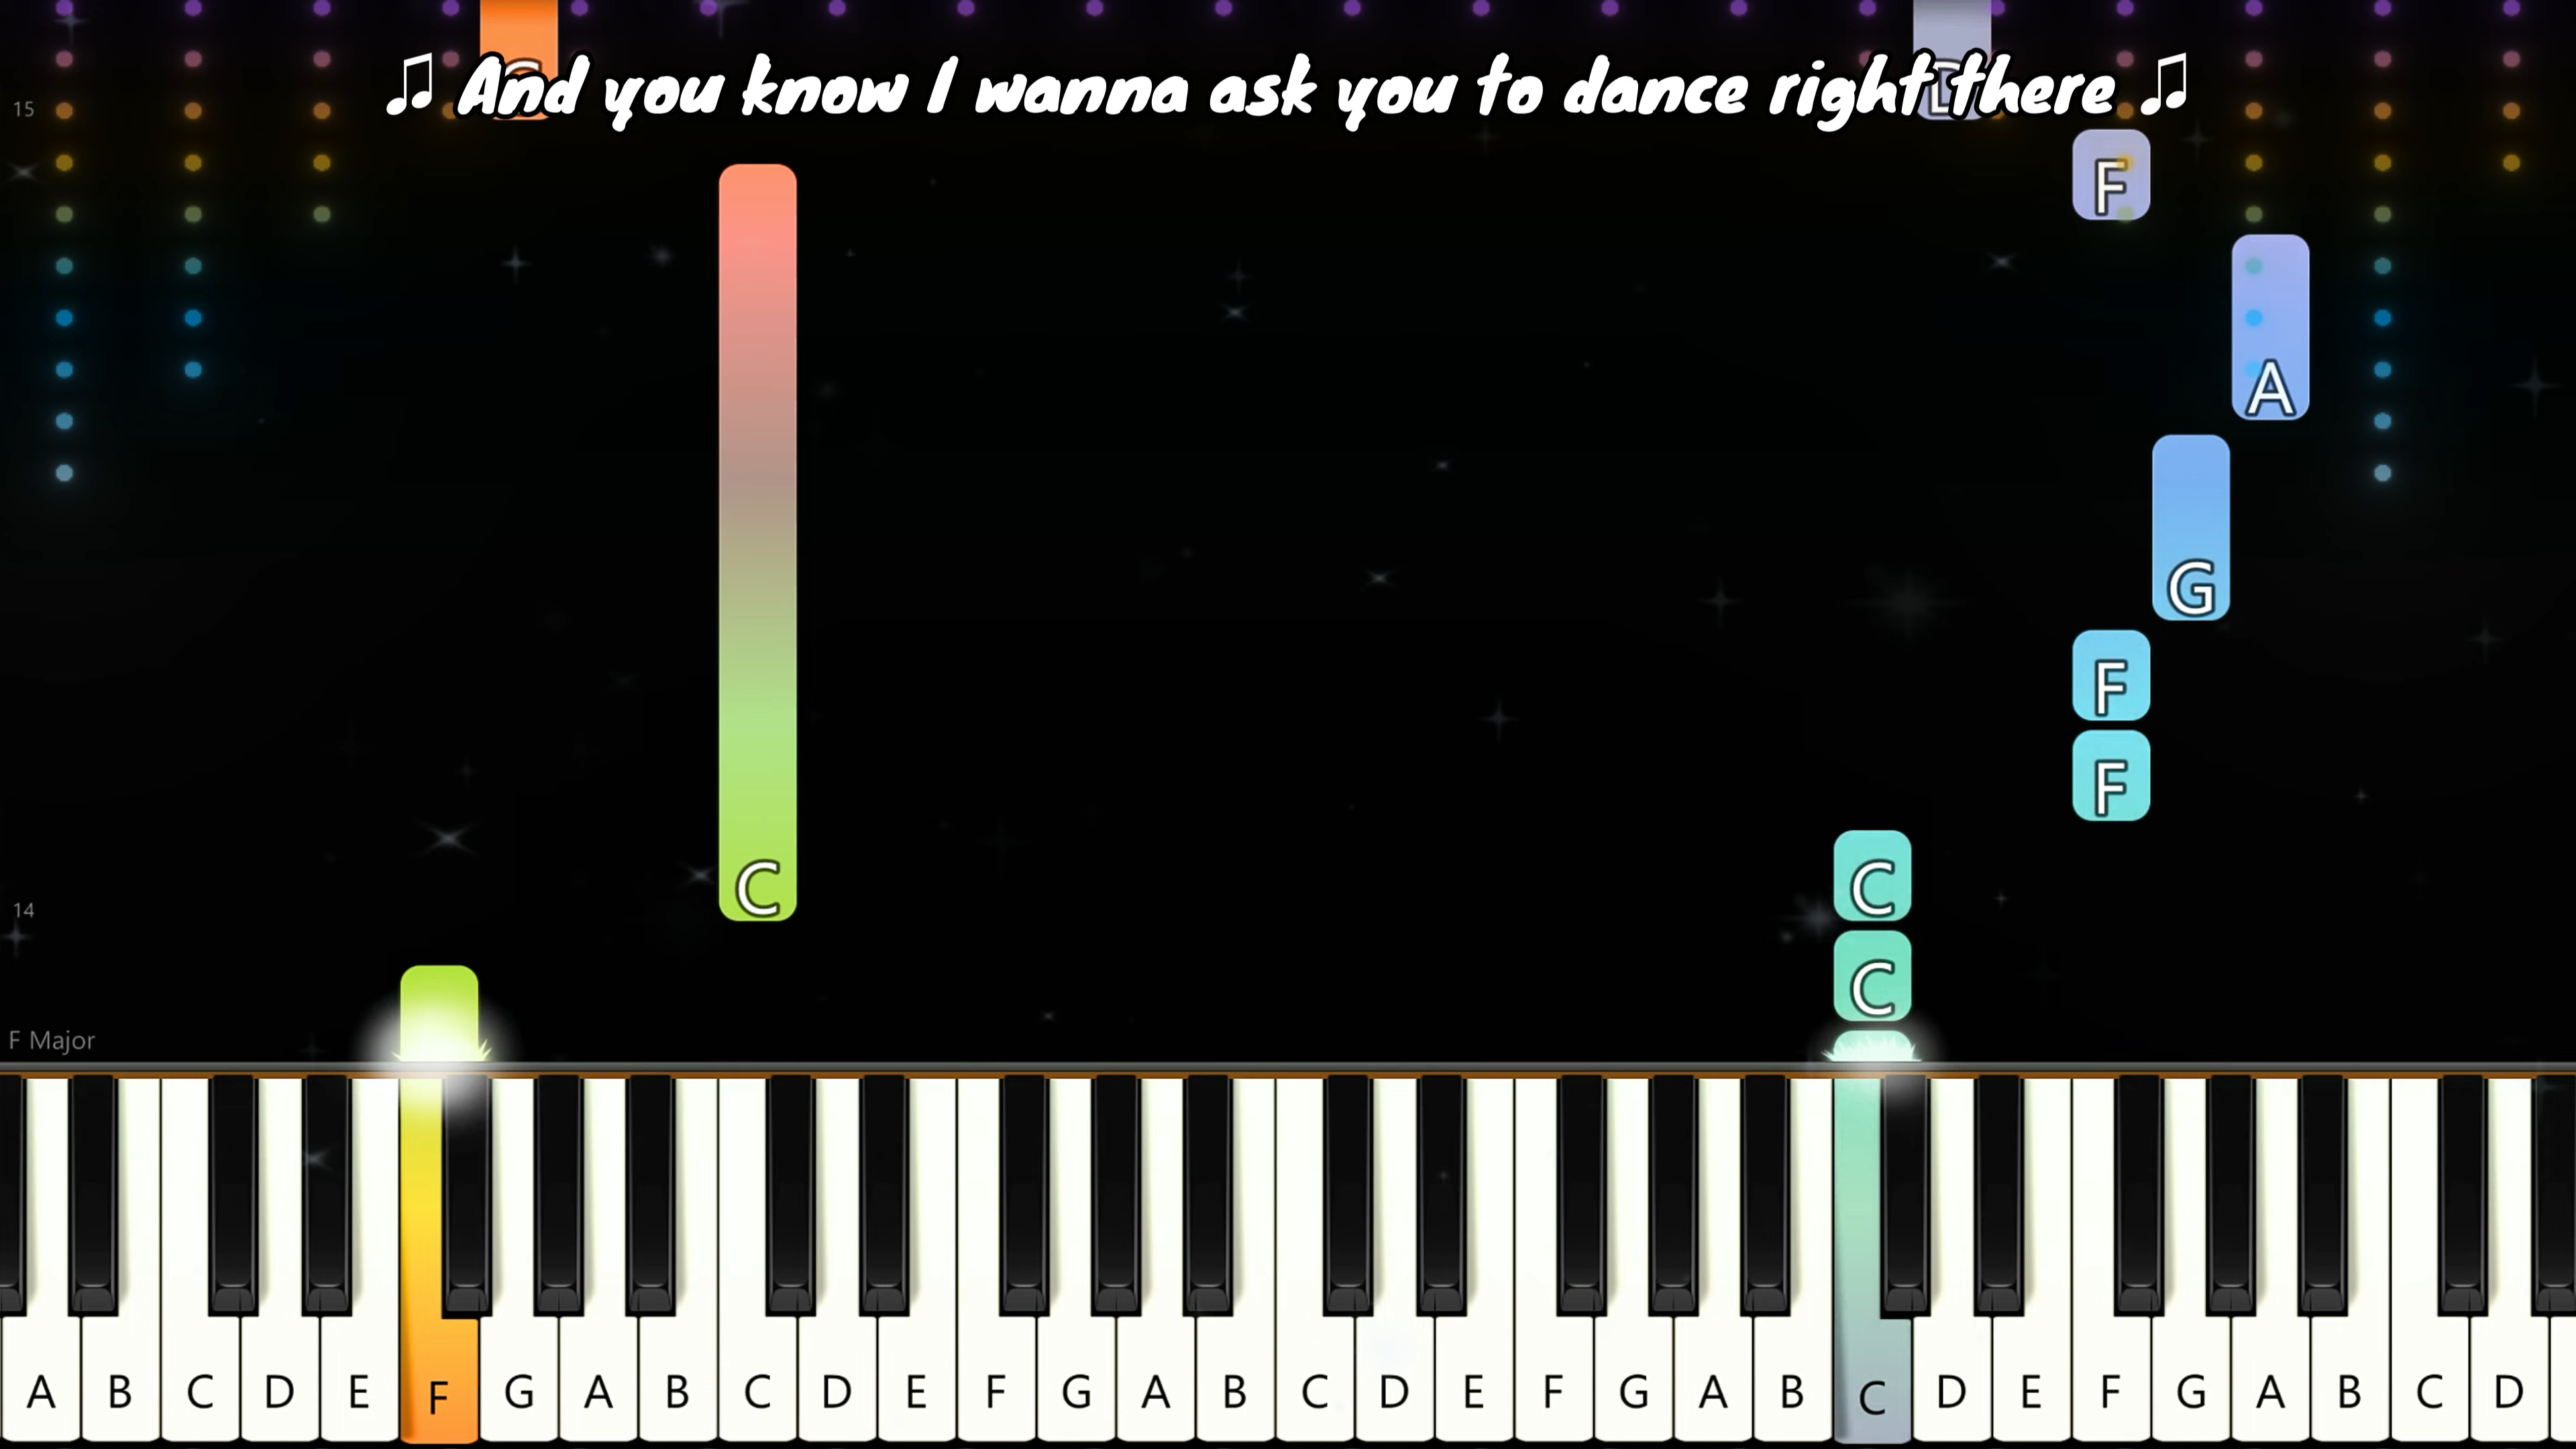 ♫ And you know I wanna ask you to dance right there ♫
15
F
A
G
F
F
C
C
14
C
F Major
A B C D E F G A B C D E F G A B C D E F G A B C D E F G A B C D